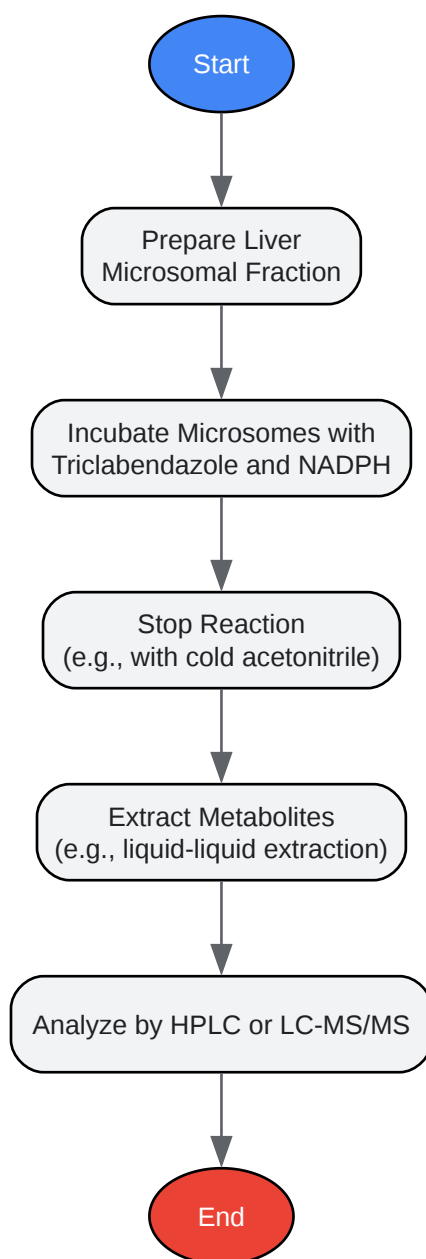 Start
Prepare Liver
Microsomal Fraction
Incubate Microsomes with
Triclabendazole and NADPH
Stop Reaction
(e.g., with cold acetonitrile)
Extract Metabolites
(e.g., liquid-liquid extraction)
Analyze by HPLC or LC-MS/MS
End